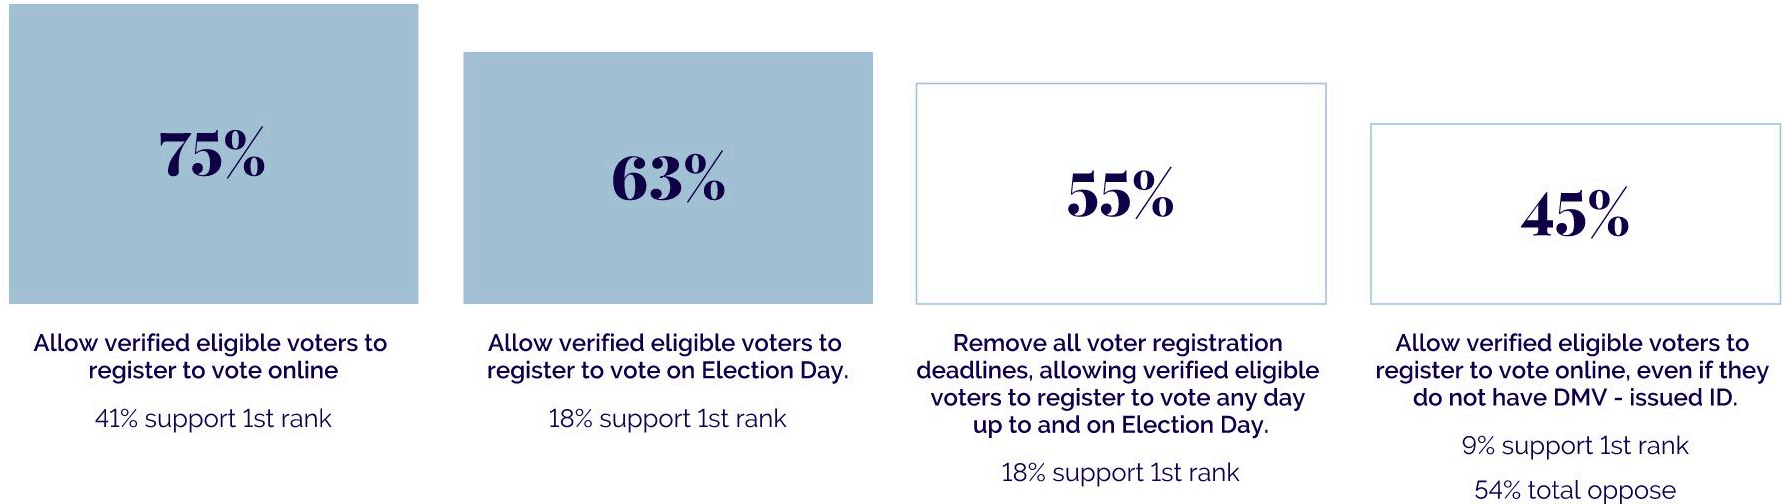 75%
Allow verified eligible voters to
register to vote online
41% support 1st rank
63%
Allow verified eligible voters to
register to vote on Election Day.
18% support 1st rank
55%
Remove all voter registration
deadlines, allowing verified eligible
voters to register to vote any day
up to and on Election Day.
18% support 1st rank
45%
Allow verified eligible voters to
register to vote online, even if they
do not have DMV - issued ID.
9% support 1st rank
54% total oppose